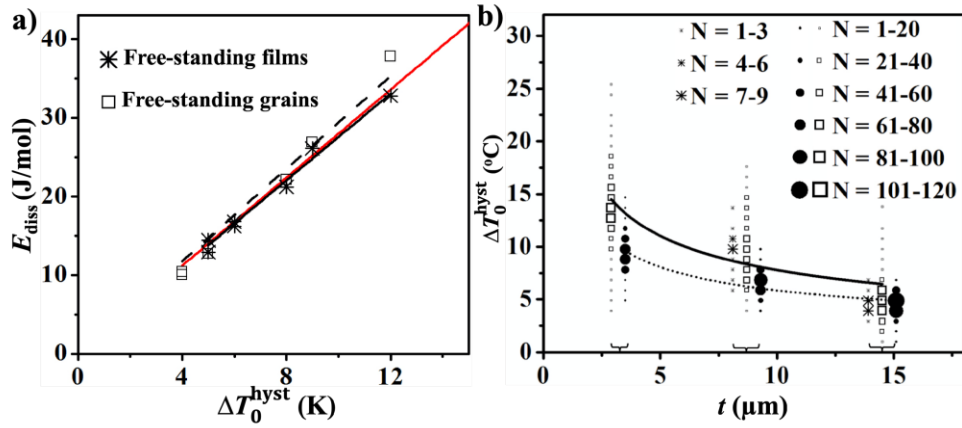 a)
E_diss (J/mol)
40
30
20
10
0
Free-standing films
Free-standing grains
0 4 8 12
ΔT_0^hyst (K)
b)
ΔT_0^hyst (°C)
30
25
20
15
10
5
0
N = 1-3
N = 4-6
N = 7-9
N = 1-20
N = 21-40
N = 41-60
N = 61-80
N = 81-100
N = 101-120
0 5 10 15
t (μm)